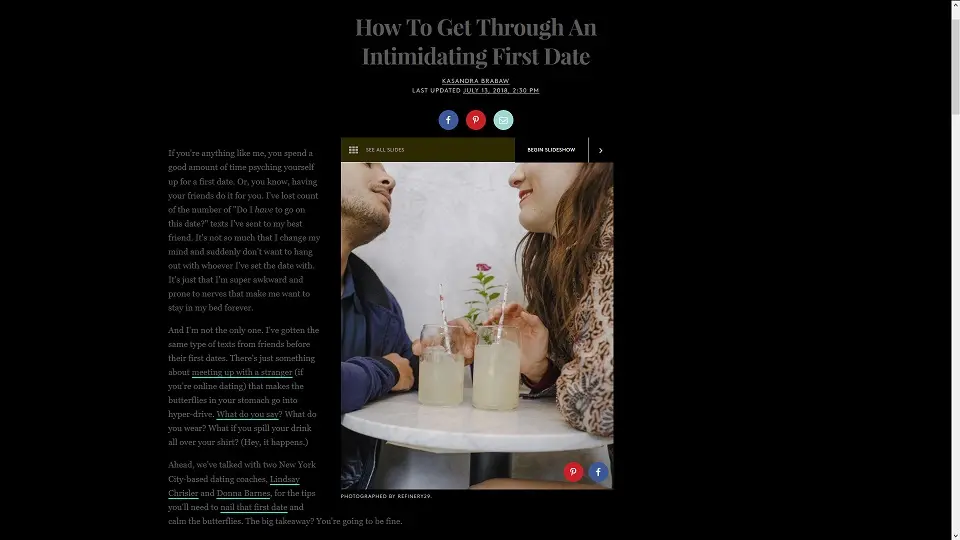 How To Get Through An
Intimidating First Date
KASANDRA BRABAW
LAST UPDATED JULY 13, 2018, 2:30 PM
SEE ALL SLIDES
BEGIN SLIDESHOW
If you're anything like me, you spend a
good amount of time psyching yourself
up for a first date. Or, you know, having
your friends do it for you. I've lost count
of the number of "Do I have to go on
this date?" texts I've sent to my best
friend. It's not so much that I change my
mind and suddenly don't want to hang
out with whoever I've set the date with.
It's just that I'm super awkward and
prone to nerves that make me want to
stay in my bed forever.
And I'm not the only one. I've gotten the
same type of texts from friends before
their first dates. There's just something
about meeting up with a stranger (if
you're online dating) that makes the
butterflies in your stomach go into
hyper-drive. What do you say? What do
you wear? What if you spill your drink
all over your shirt? (Hey, it happens.)
Ahead, we've talked with two New York
City-based dating coaches, Lindsay
Chrisler and Donna Barnes, for the tips
you'll need to nail that first date and
calm the butterflies. The big takeaway? You're going to be fine.
PHOTOGRAPHED BY REFINERY29.